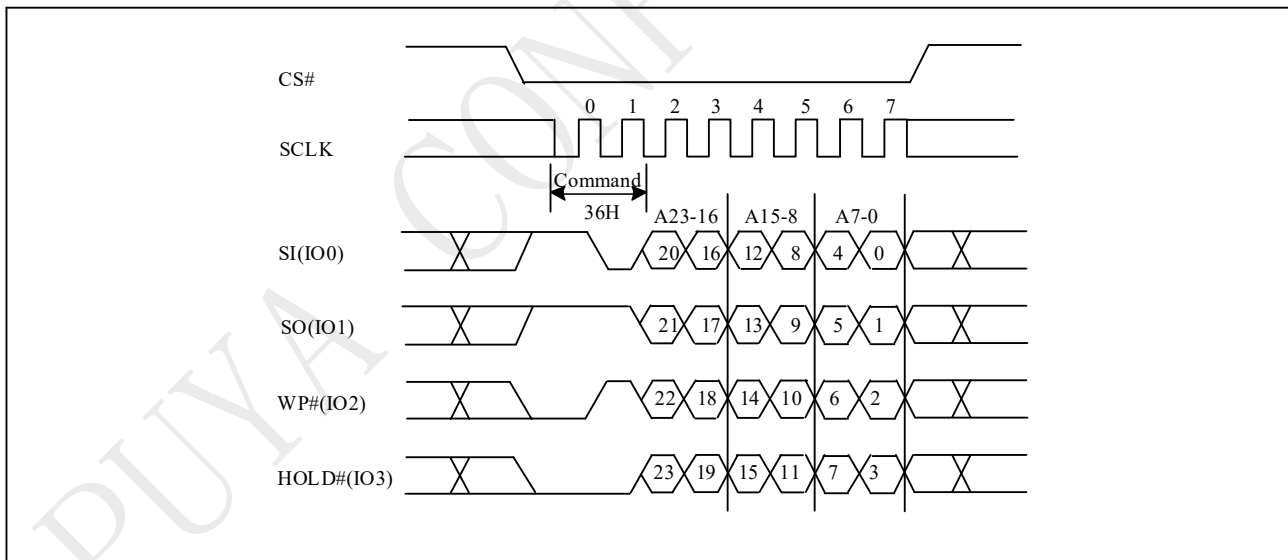 PUYA CONF
CS#
0 1 2 3 4 5 6 7
SCLK
Command
36H
A23-16 A15-8 A7-0
SI(IO0) 20 16 12 8 4 0
SO(IO1) 21 17 13 9 5 1
WP#(IO2) 22 18 14 10 6 2
HOLD#(IO3) 23 19 15 11 7 3